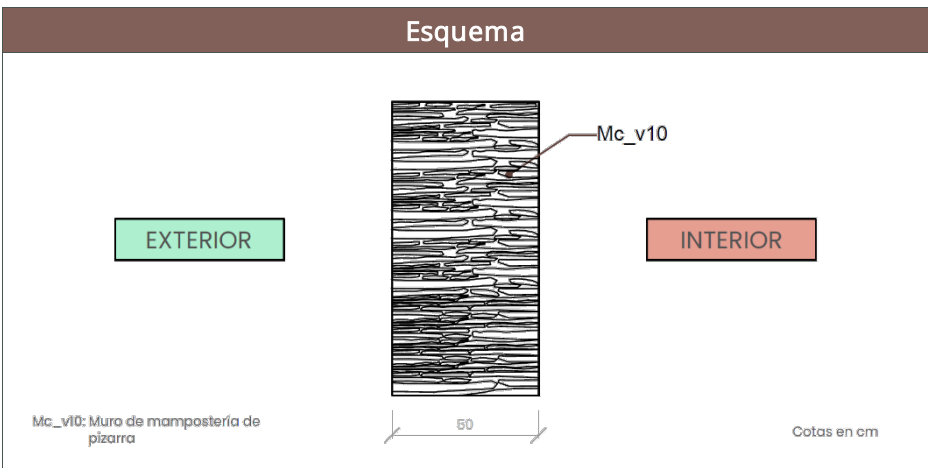 Esquema
Mc_v10
EXTERIOR
INTERIOR
Mc_v10: Muro de mampostería de
pizarra
50
Cotas en cm